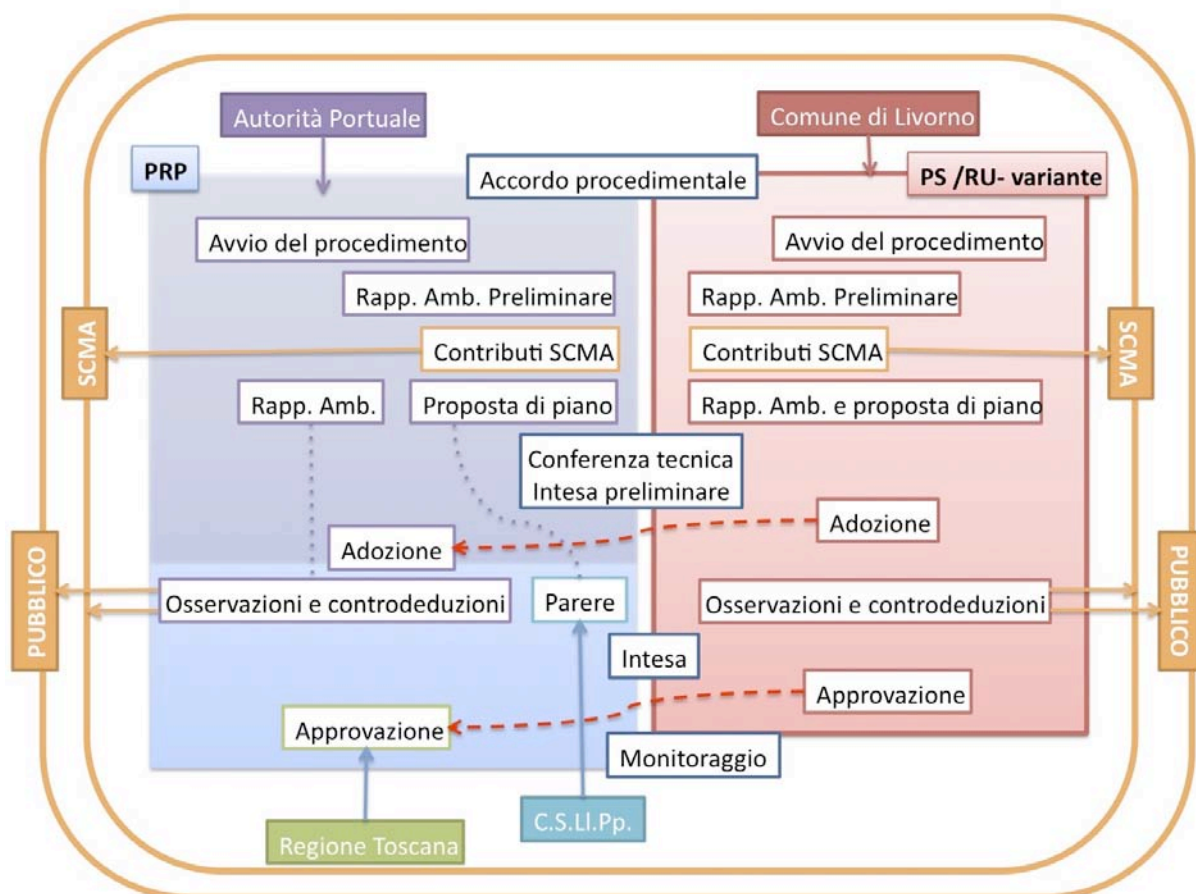 Autorità Portuale
Comune di Livorno
PRP
Accordo procedimentale
PS /RU- variante
Avvio del procedimento
Avvio del procedimento
Rapp. Amb. Preliminare
Rapp. Amb. Preliminare
SCMA
Contributi SCMA
Contributi SCMA
SCMA
Rapp. Amb.
Proposta di piano
Rapp. Amb. e proposta di piano
Conferenza tecnica
Intesa preliminare
Adozione
Adozione
PUBBLICO
Osservazioni e controdeduzioni
Parere
Osservazioni e controdeduzioni
PUBBLICO
Intesa
Approvazione
Approvazione
Monitoraggio
C.S.Ll.Pp.
Regione Toscana